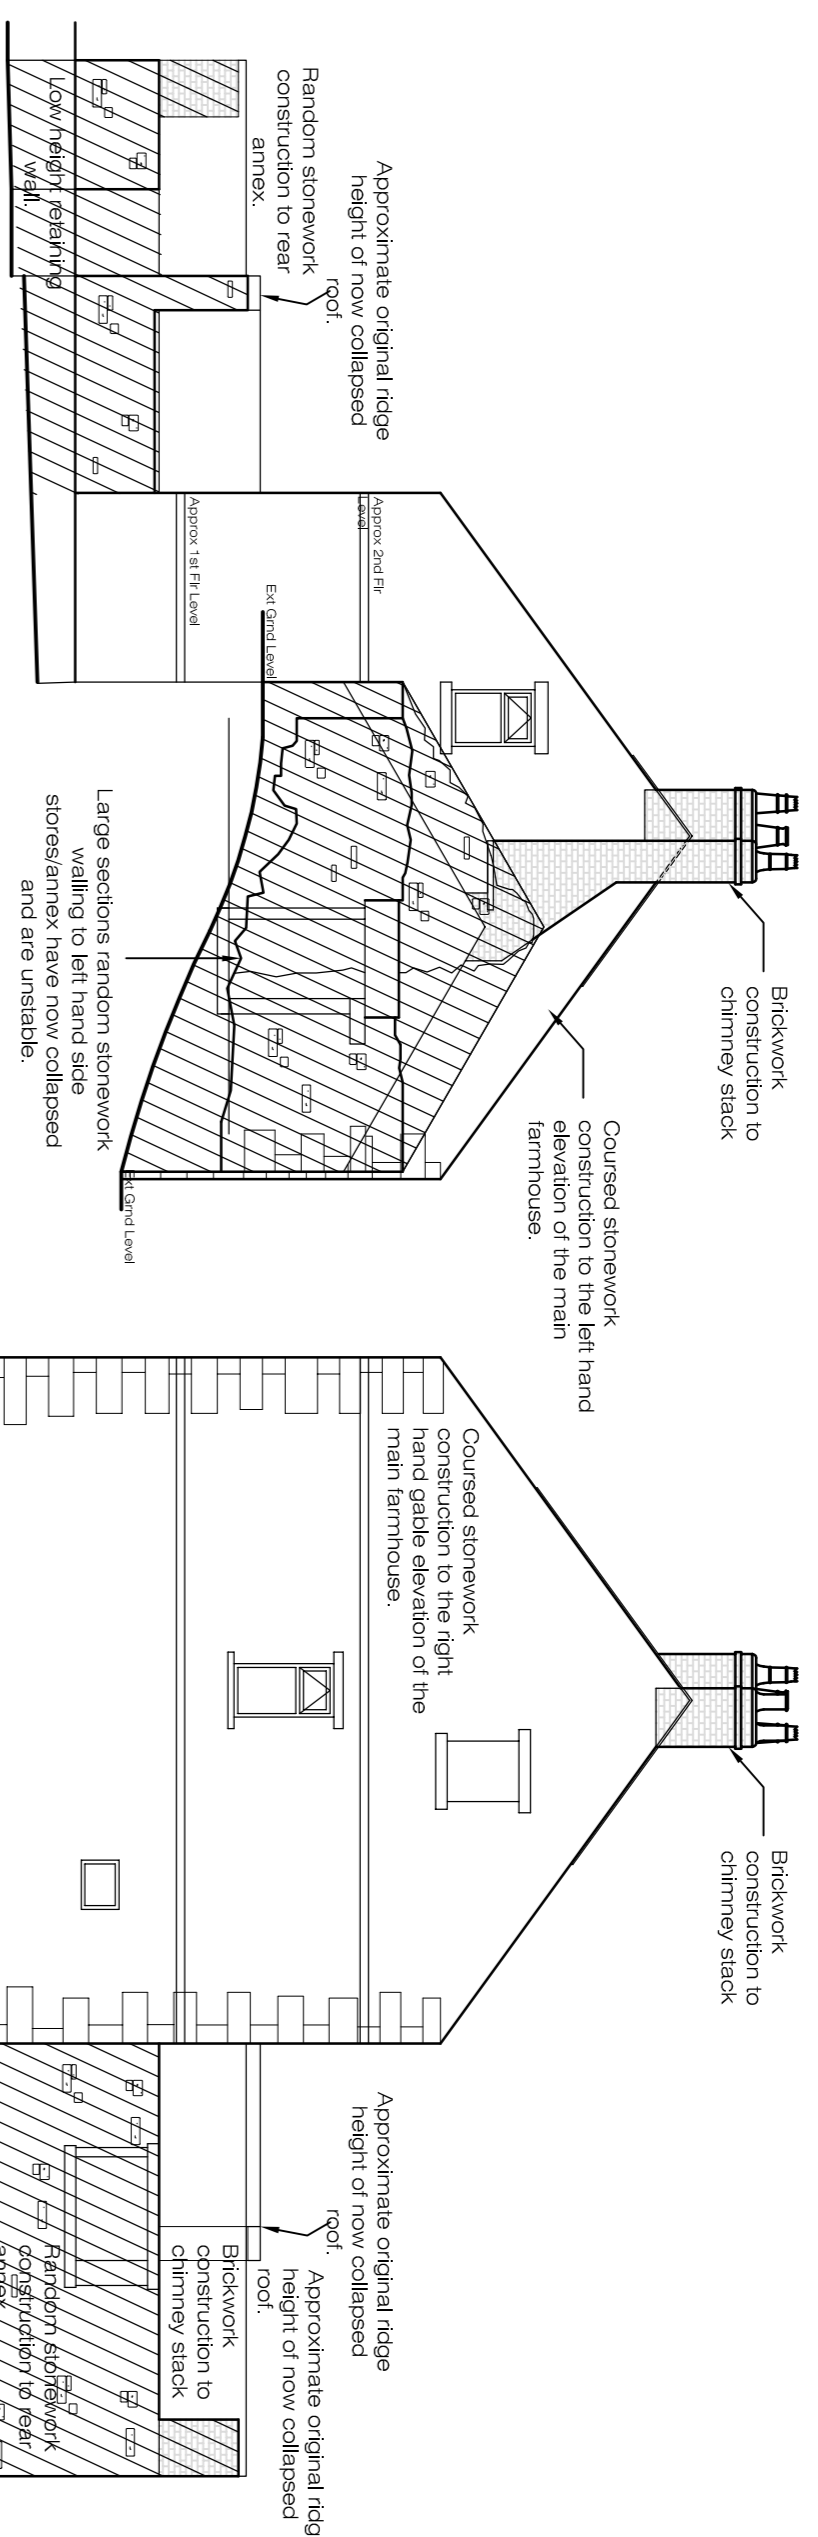 Brickwork
construction to
chimney stack
Coursed stonework
construction to the left hand
elevation of the main
farmhouse.
Approximate original ridge
height of now collapsed
roof.
Random stonework
construction to rear
annex.
Low height retaining
wall.
Approx 2nd Flr
Level
Approx 1st Flr Level
Ext Grnd Level
Large sections random stonework
walling to left hand side
stores/annex have now collapsed
and are unstable.
Ext Grnd Level
Brickwork
construction to
chimney stack
Coursed stonework
construction to the right
hand gable elevation of the
main farmhouse.
Approximate original ridge
height of now collapsed
roof.
Approximate original ridg
height of now collapsed
roof.
Brickwork
construction to
chimney stack
Random stonework
construction to rear
annex